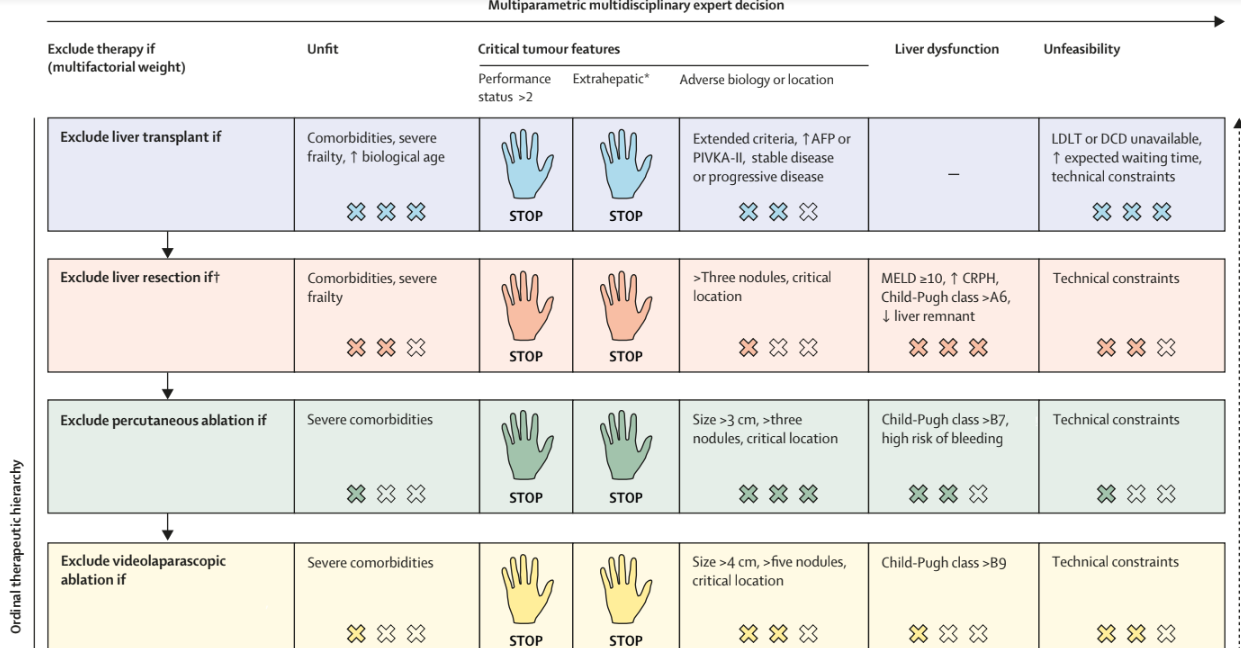 Multiparametric multidisciplinary expert decision
Exclude therapy if
(multifactorial weight)
Unfit
Critical tumour features
Liver dysfunction
Unfeasibility
Performance
status >2
Extrahepatic*
Adverse biology or location
Exclude liver transplant if
Comorbidities, severe
frailty, ↑ biological age
STOP
STOP
Extended criteria, ↑AFP or
PIVKA-II, stable disease
or progressive disease
–
LDLT or DCD unavailable,
↑ expected waiting time,
technical constraints
Exclude liver resection if†
Comorbidities, severe
frailty
STOP
STOP
>Three nodules, critical
location
MELD ≥10, ↑ CRPH,
Child-Pugh class >A6,
↓ liver remnant
Technical constraints
Exclude percutaneous ablation if
Severe comorbidities
STOP
STOP
Size >3 cm, >three
nodules, critical location
Child-Pugh class >B7,
high risk of bleeding
Technical constraints
Exclude videolaparascopic
ablation if
Severe comorbidities
STOP
STOP
Size >4 cm, >five nodules,
critical location
Child-Pugh class >B9
Technical constraints
Ordinal therapeutic hierarchy